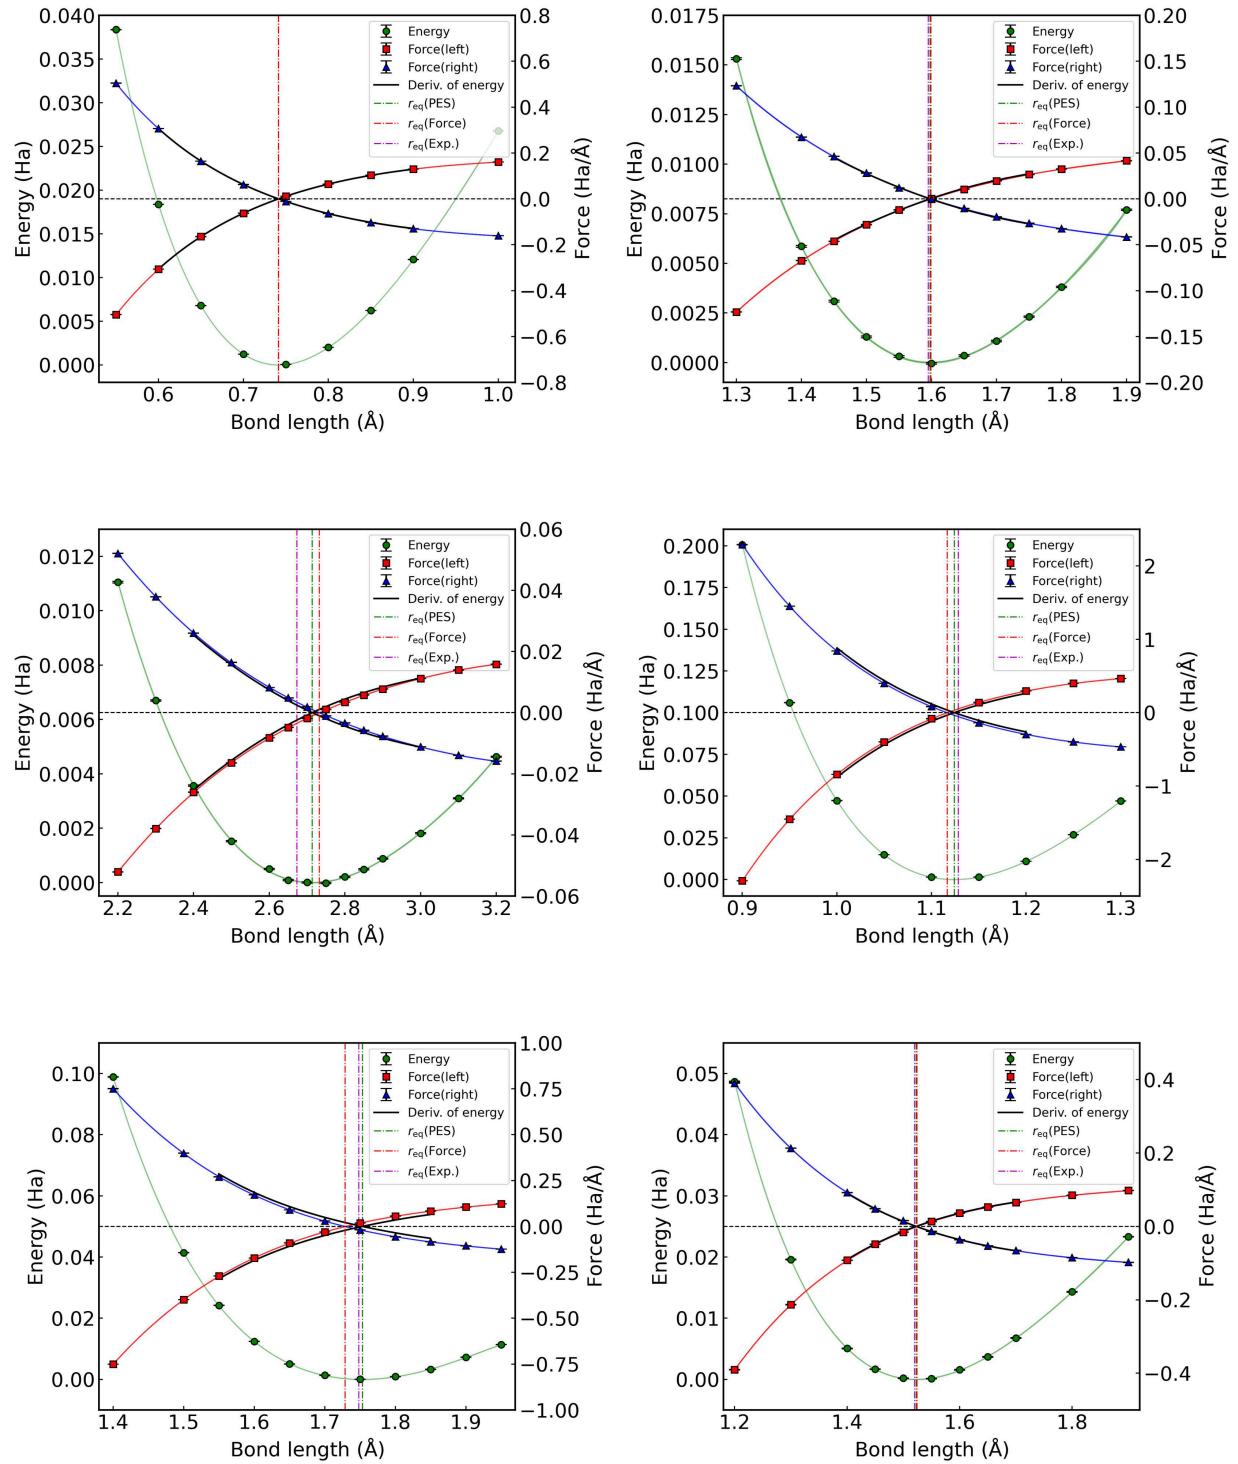 0.040
0.035
0.030
0.025
0.020
0.015
0.010
0.005
0.000
Energy (Ha)
0.8
0.6
0.4
0.2
0.0
−0.2
−0.4
−0.6
−0.8
Force (Ha/Å)
Energy
Force(left)
Force(right)
Deriv. of energy
req(PES)
req(Force)
req(Exp.)
0.6 0.7 0.8 0.9 1.0
Bond length (Å)
0.0175
0.0150
0.0125
0.0100
0.0075
0.0050
0.0025
0.0000
Energy (Ha)
0.20
0.15
0.10
0.05
0.00
−0.05
−0.10
−0.15
−0.20
Force (Ha/Å)
Energy
Force(left)
Force(right)
Deriv. of energy
req(PES)
req(Force)
req(Exp.)
1.3 1.4 1.5 1.6 1.7 1.8 1.9
Bond length (Å)
0.012
0.010
0.008
0.006
0.004
0.002
0.000
Energy (Ha)
0.06
0.04
0.02
0.00
−0.02
−0.04
−0.06
Force (Ha/Å)
Energy
Force(left)
Force(right)
Deriv. of energy
req(PES)
req(Force)
req(Exp.)
2.2 2.4 2.6 2.8 3.0 3.2
Bond length (Å)
0.200
0.175
0.150
0.125
0.100
0.075
0.050
0.025
0.000
Energy (Ha)
2
1
0
−1
−2
Force (Ha/Å)
Energy
Force(left)
Force(right)
Deriv. of energy
req(PES)
req(Force)
req(Exp.)
0.9 1.0 1.1 1.2 1.3
Bond length (Å)
0.10
0.08
0.06
0.04
0.02
0.00
Energy (Ha)
1.00
0.75
0.50
0.25
0.00
−0.25
−0.50
−0.75
−1.00
Force (Ha/Å)
Energy
Force(left)
Force(right)
Deriv. of energy
req(PES)
req(Force)
req(Exp.)
1.4 1.5 1.6 1.7 1.8 1.9
Bond length (Å)
0.05
0.04
0.03
0.02
0.01
0.00
Energy (Ha)
0.4
0.2
0.0
−0.2
−0.4
Force (Ha/Å)
Energy
Force(left)
Force(right)
Deriv. of energy
req(PES)
req(Force)
req(Exp.)
1.2 1.4 1.6 1.8
Bond length (Å)